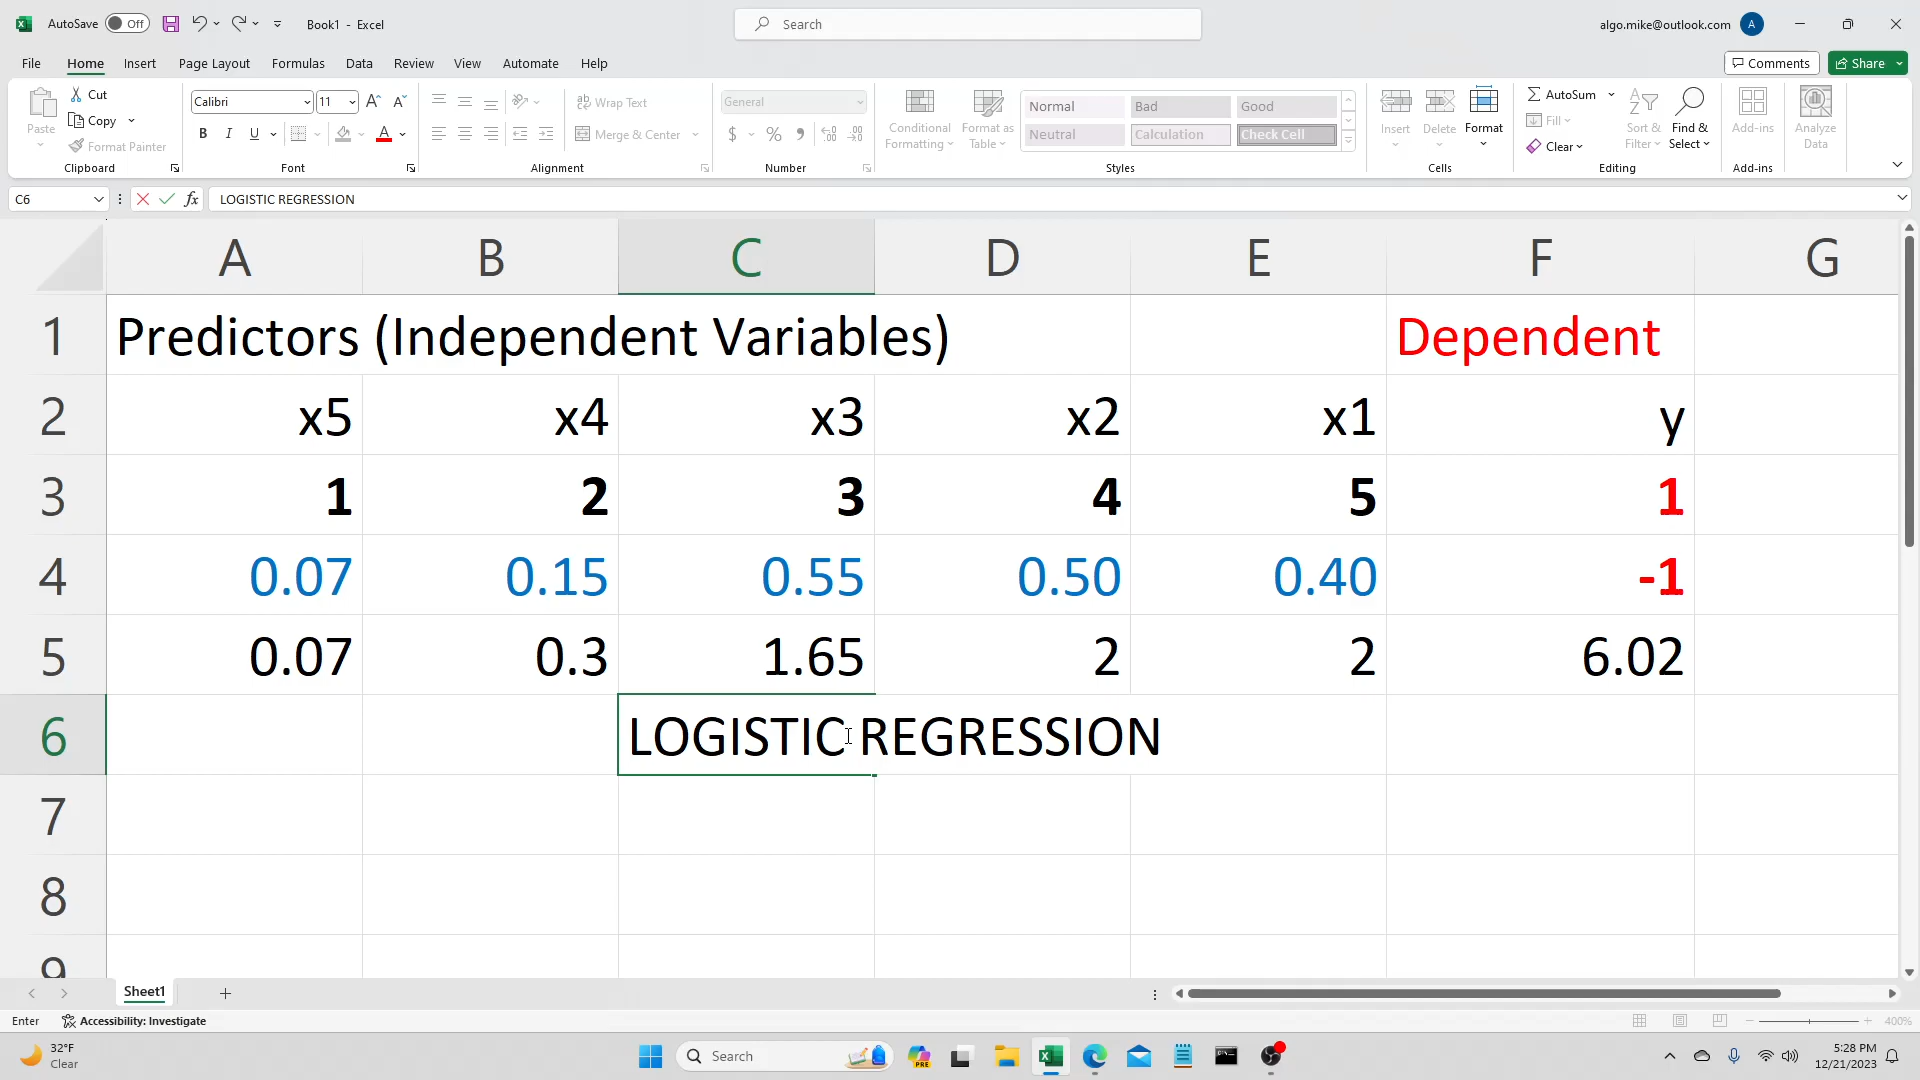 AutoSave Off Book1 - Excel Search algo.mike@outlook.com A
File Home Insert Page Layout Formulas Data Review View Automate Help Comments Share
Paste Cut Copy Format Painter Clipboard
Calibri 11 B I U A Font
ab Wrap Text Merge & Center Alignment
General $ % 9 Number
Conditional Formatting Format as Table
Normal Bad Good
Neutral Calculation Check Cell
Styles
Insert Delete Format Cells
AutoSum Fill Clear Sort & Filter Find & Select Editing
Add-ins Add-ins
Analyze Data
C6 fx LOGISTIC REGRESSION
A B C D E F G
1 Predictors (Independent Variables) Dependent
2 x5 x4 x3 x2 x1 y
3 1 2 3 4 5 1
4 0.07 0.15 0.55 0.50 0.40 -1
5 0.07 0.3 1.65 2 2 6.02
6 LOGISTIC REGRESSION
7
8
9
Sheet1
Enter Accessibility: Investigate 400%
32°F
Clear
Search PRE
5:28 PM
12/21/2023